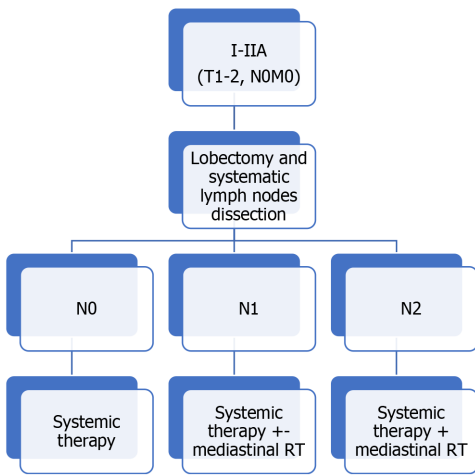 I-IIA
(T1-2, N0M0)
Lobectomy and
systematic
lymph nodes
dissection
N0
N1
N2
Systemic
therapy
Systemic
therapy +-
mediastinal RT
Systemic
therapy +
mediastinal RT